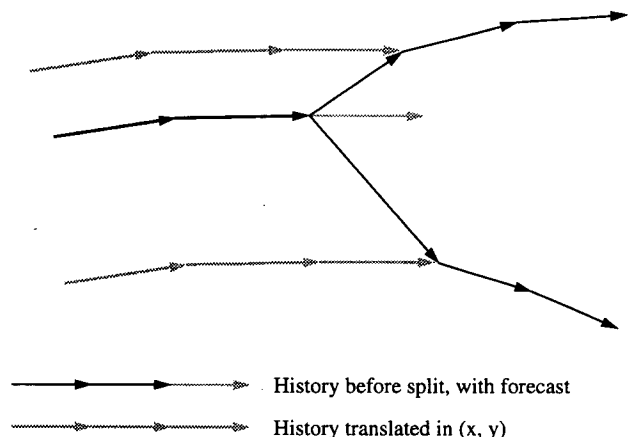 History before split, with forecast
History translated in (x, y)